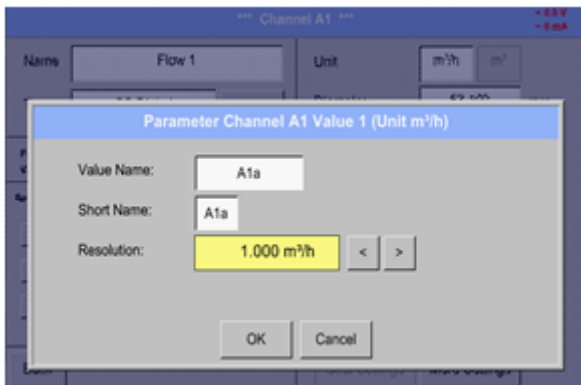 *** Channel A1 ***
Name
Flow 1
Unit
m³/h
m³
Parameter Channel A1 Value 1 (Unit m³/h)
Value Name:
A1a
Short Name:
A1a
Resolution:
1.000 m³/h
<
>
OK
Cancel